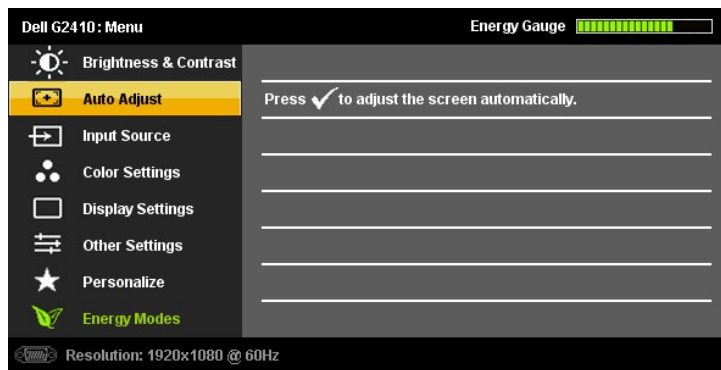 Dell G2410 : Menu
Energy Gauge
Brightness & Contrast
Auto Adjust
Press ✓ to adjust the screen automatically.
Input Source
Color Settings
Display Settings
Other Settings
Personalize
Energy Modes
Resolution: 1920x1080 @ 60Hz